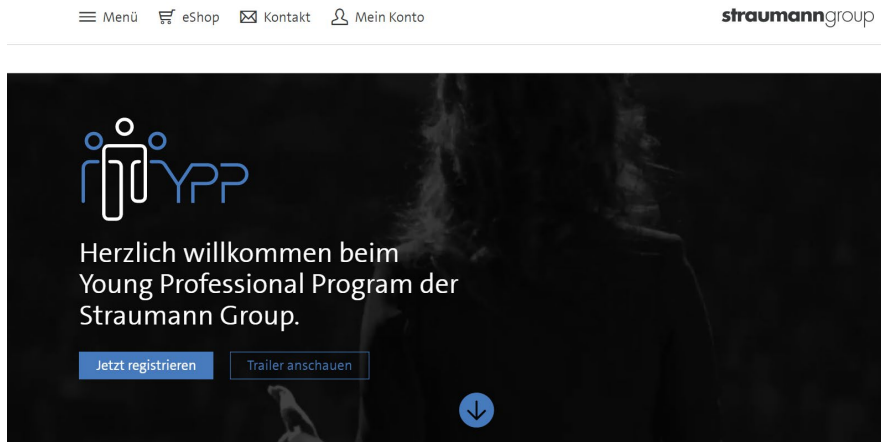 Menü eShop Kontakt Mein Konto
straumanngroup
YPP
Herzlich willkommen beim
Young Professional Program der
Straumann Group.
Jetzt registrieren Trailer anschauen